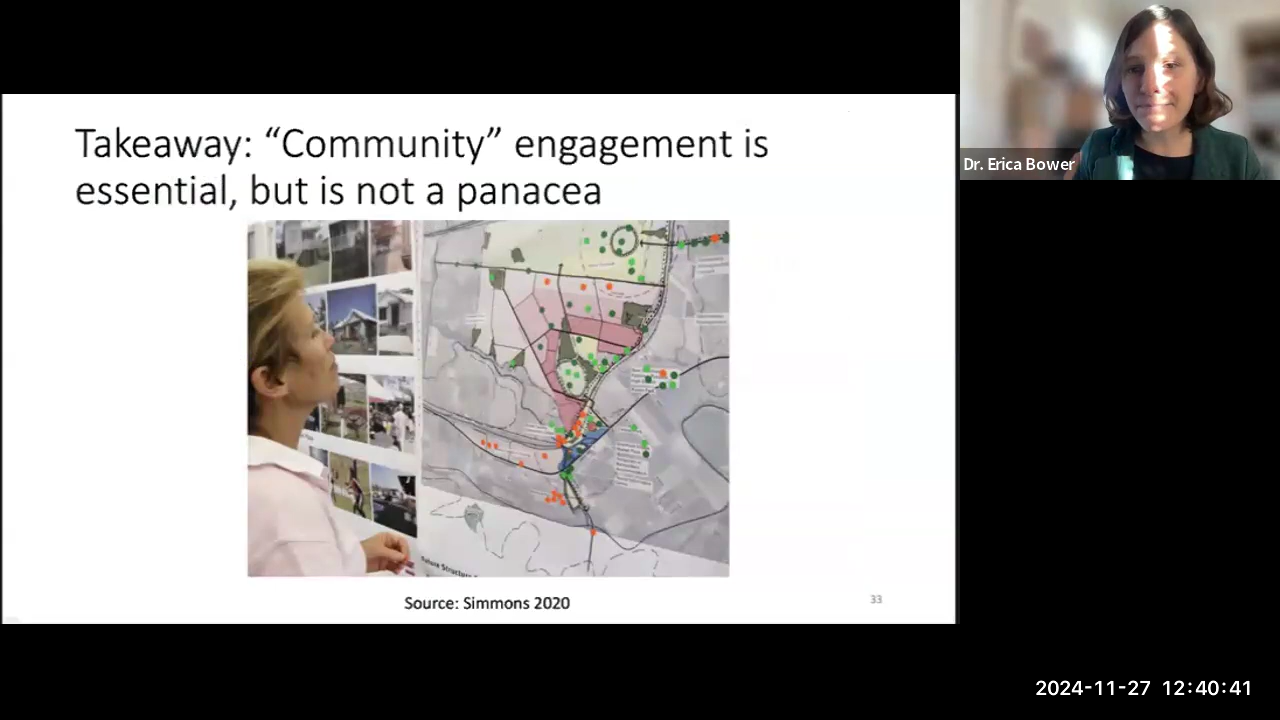 Takeaway: “Community” engagement is
essential, but is not a panacea
Source: Simmons 2020
33
Dr. Erica Bower
2024-11-27 12:40:41